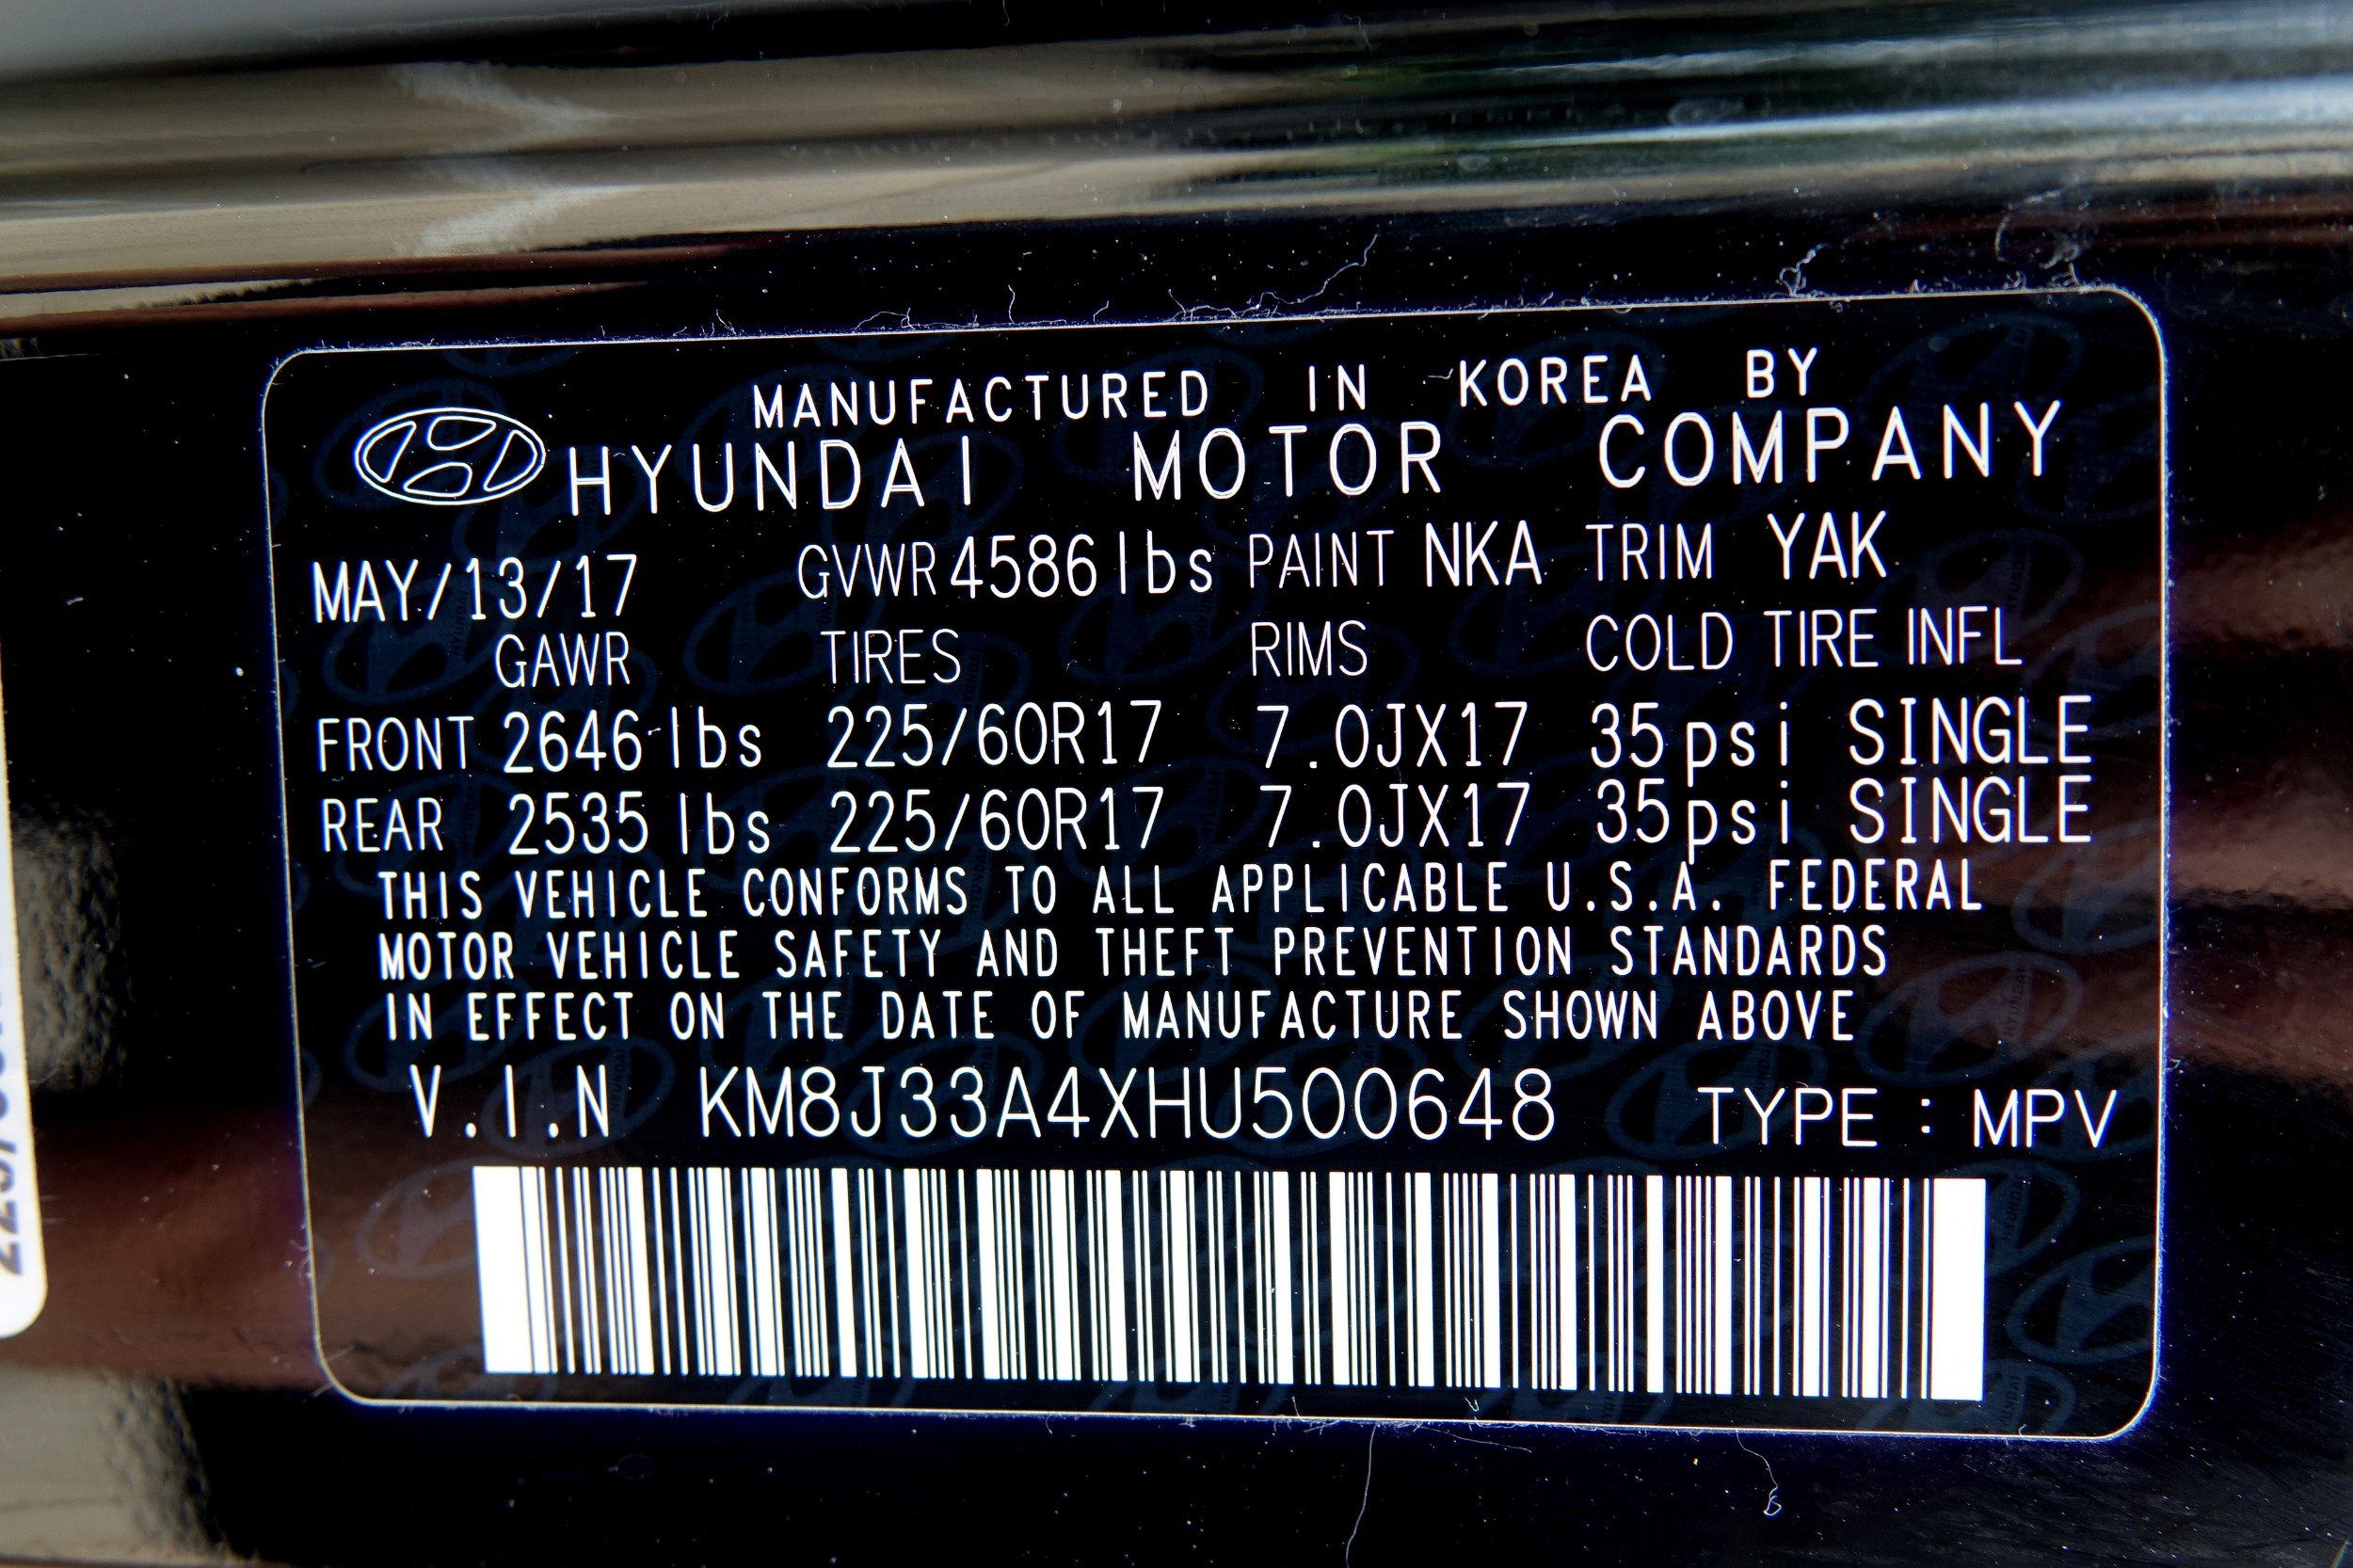 MANUFACTURED IN KOREA BY
HYUNDAI MOTOR COMPANY
MAY/13/17 GVWR 4586 lbs PAINT NKA TRIM YAK
GAWR TIRES RIMS COLD TIRE INFL
FRONT 2646 lbs 225/60R17 7.0JX17 35psi SINGLE
REAR 2535 lbs 225/60R17 7.0JX17 35psi SINGLE
THIS VEHICLE CONFORMS TO ALL APPLICABLE U.S.A. FEDERAL
MOTOR VEHICLE SAFETY AND THEFT PREVENTION STANDARDS
IN EFFECT ON THE DATE OF MANUFACTURE SHOWN ABOVE
V.I.N KM8J33A4XHU500648 TYPE : MPV